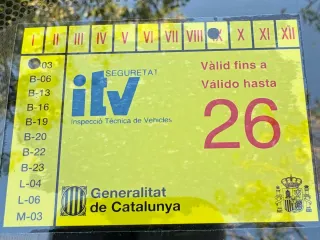 I II III IV V VI VII VIII X XI XII
03
B-06
B-13
B-16
B-19
B-20
B-22
B-23
L-04
L-06
M-03
SEGURETAT
itv
Inspecció Tècnica de Vehicles
Vàlid fins a
Válido hasta
26
Generalitat
de Catalunya